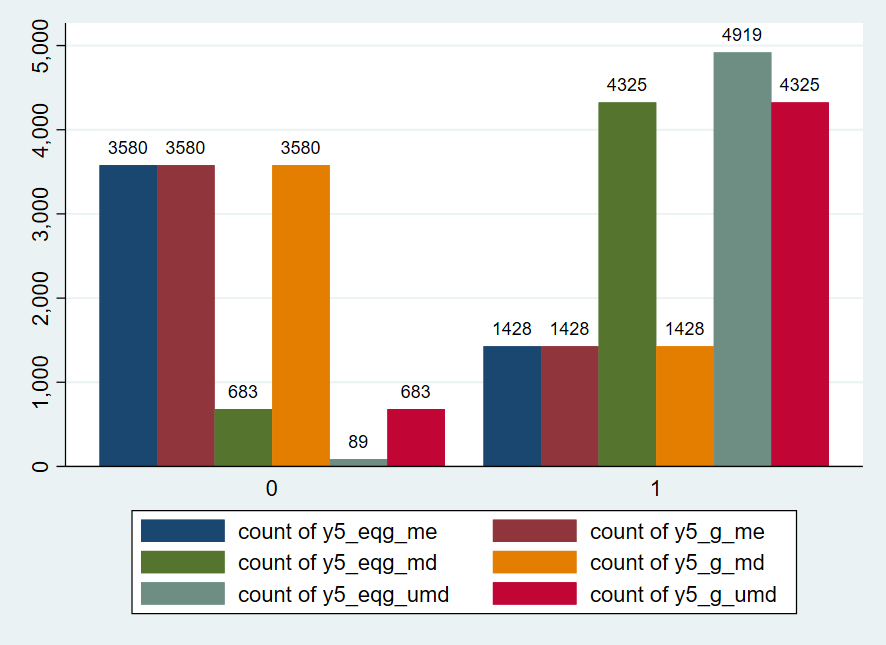 4919
5,000
4325 4325
4,000
3580 3580 3580
3,000
2,000
1428 1428 1428
1,000
683 683
89
0
0 1
count of y5_eqg_me count of y5_g_me
count of y5_eqg_md count of y5_g_md
count of y5_eqg_umd count of y5_g_umd